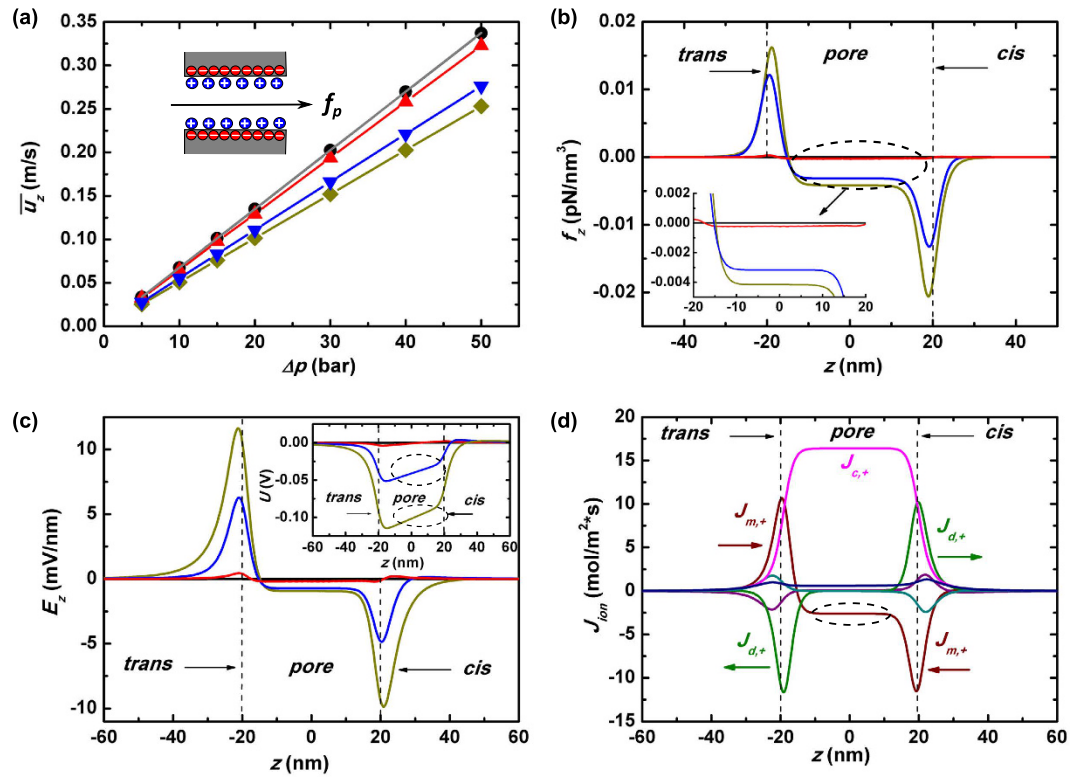 (a)
0.35
0.30
0.25
0.20
0.15
0.10
0.05
0.00
u̅z (m/s)
fp
0 10 20 30 40 50
Δp (bar)
(b)
0.02
0.01
0.00
-0.01
-0.02
fz (pN/nm3)
trans pore cis
0.002
0.000
-0.002
-0.004
-20 -15 -10 -5 0 5 10 15 20
-40 -20 0 20 40
z (nm)
(c)
10
5
0
-5
-10
Ez (mV/nm)
0.00
-0.05
-0.10
U(V)
trans pore cis
-60 -40 -20 0 20 40 60
z (nm)
trans pore cis
-60 -40 -20 0 20 40 60
z (nm)
(d)
20
15
10
5
0
-5
-10
-15
Jion (mol/m2*s)
trans pore cis
Jc,+
Jm,+
Jd,+
Jd,+
Jm,+
-60 -40 -20 0 20 40 60
z (nm)